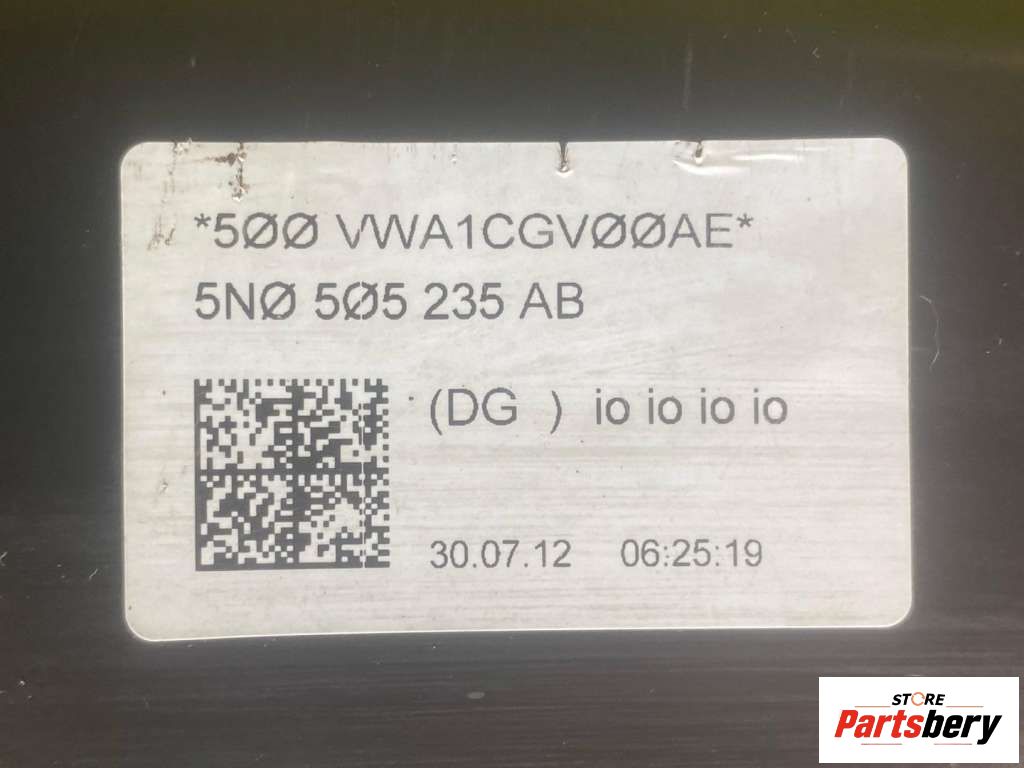 *5ØØ VWA1CGVØØAE*
5NØ 5Ø5 235 AB
(DG ) io io io io
30.07.12 06:25:19
STORE
Partsbery